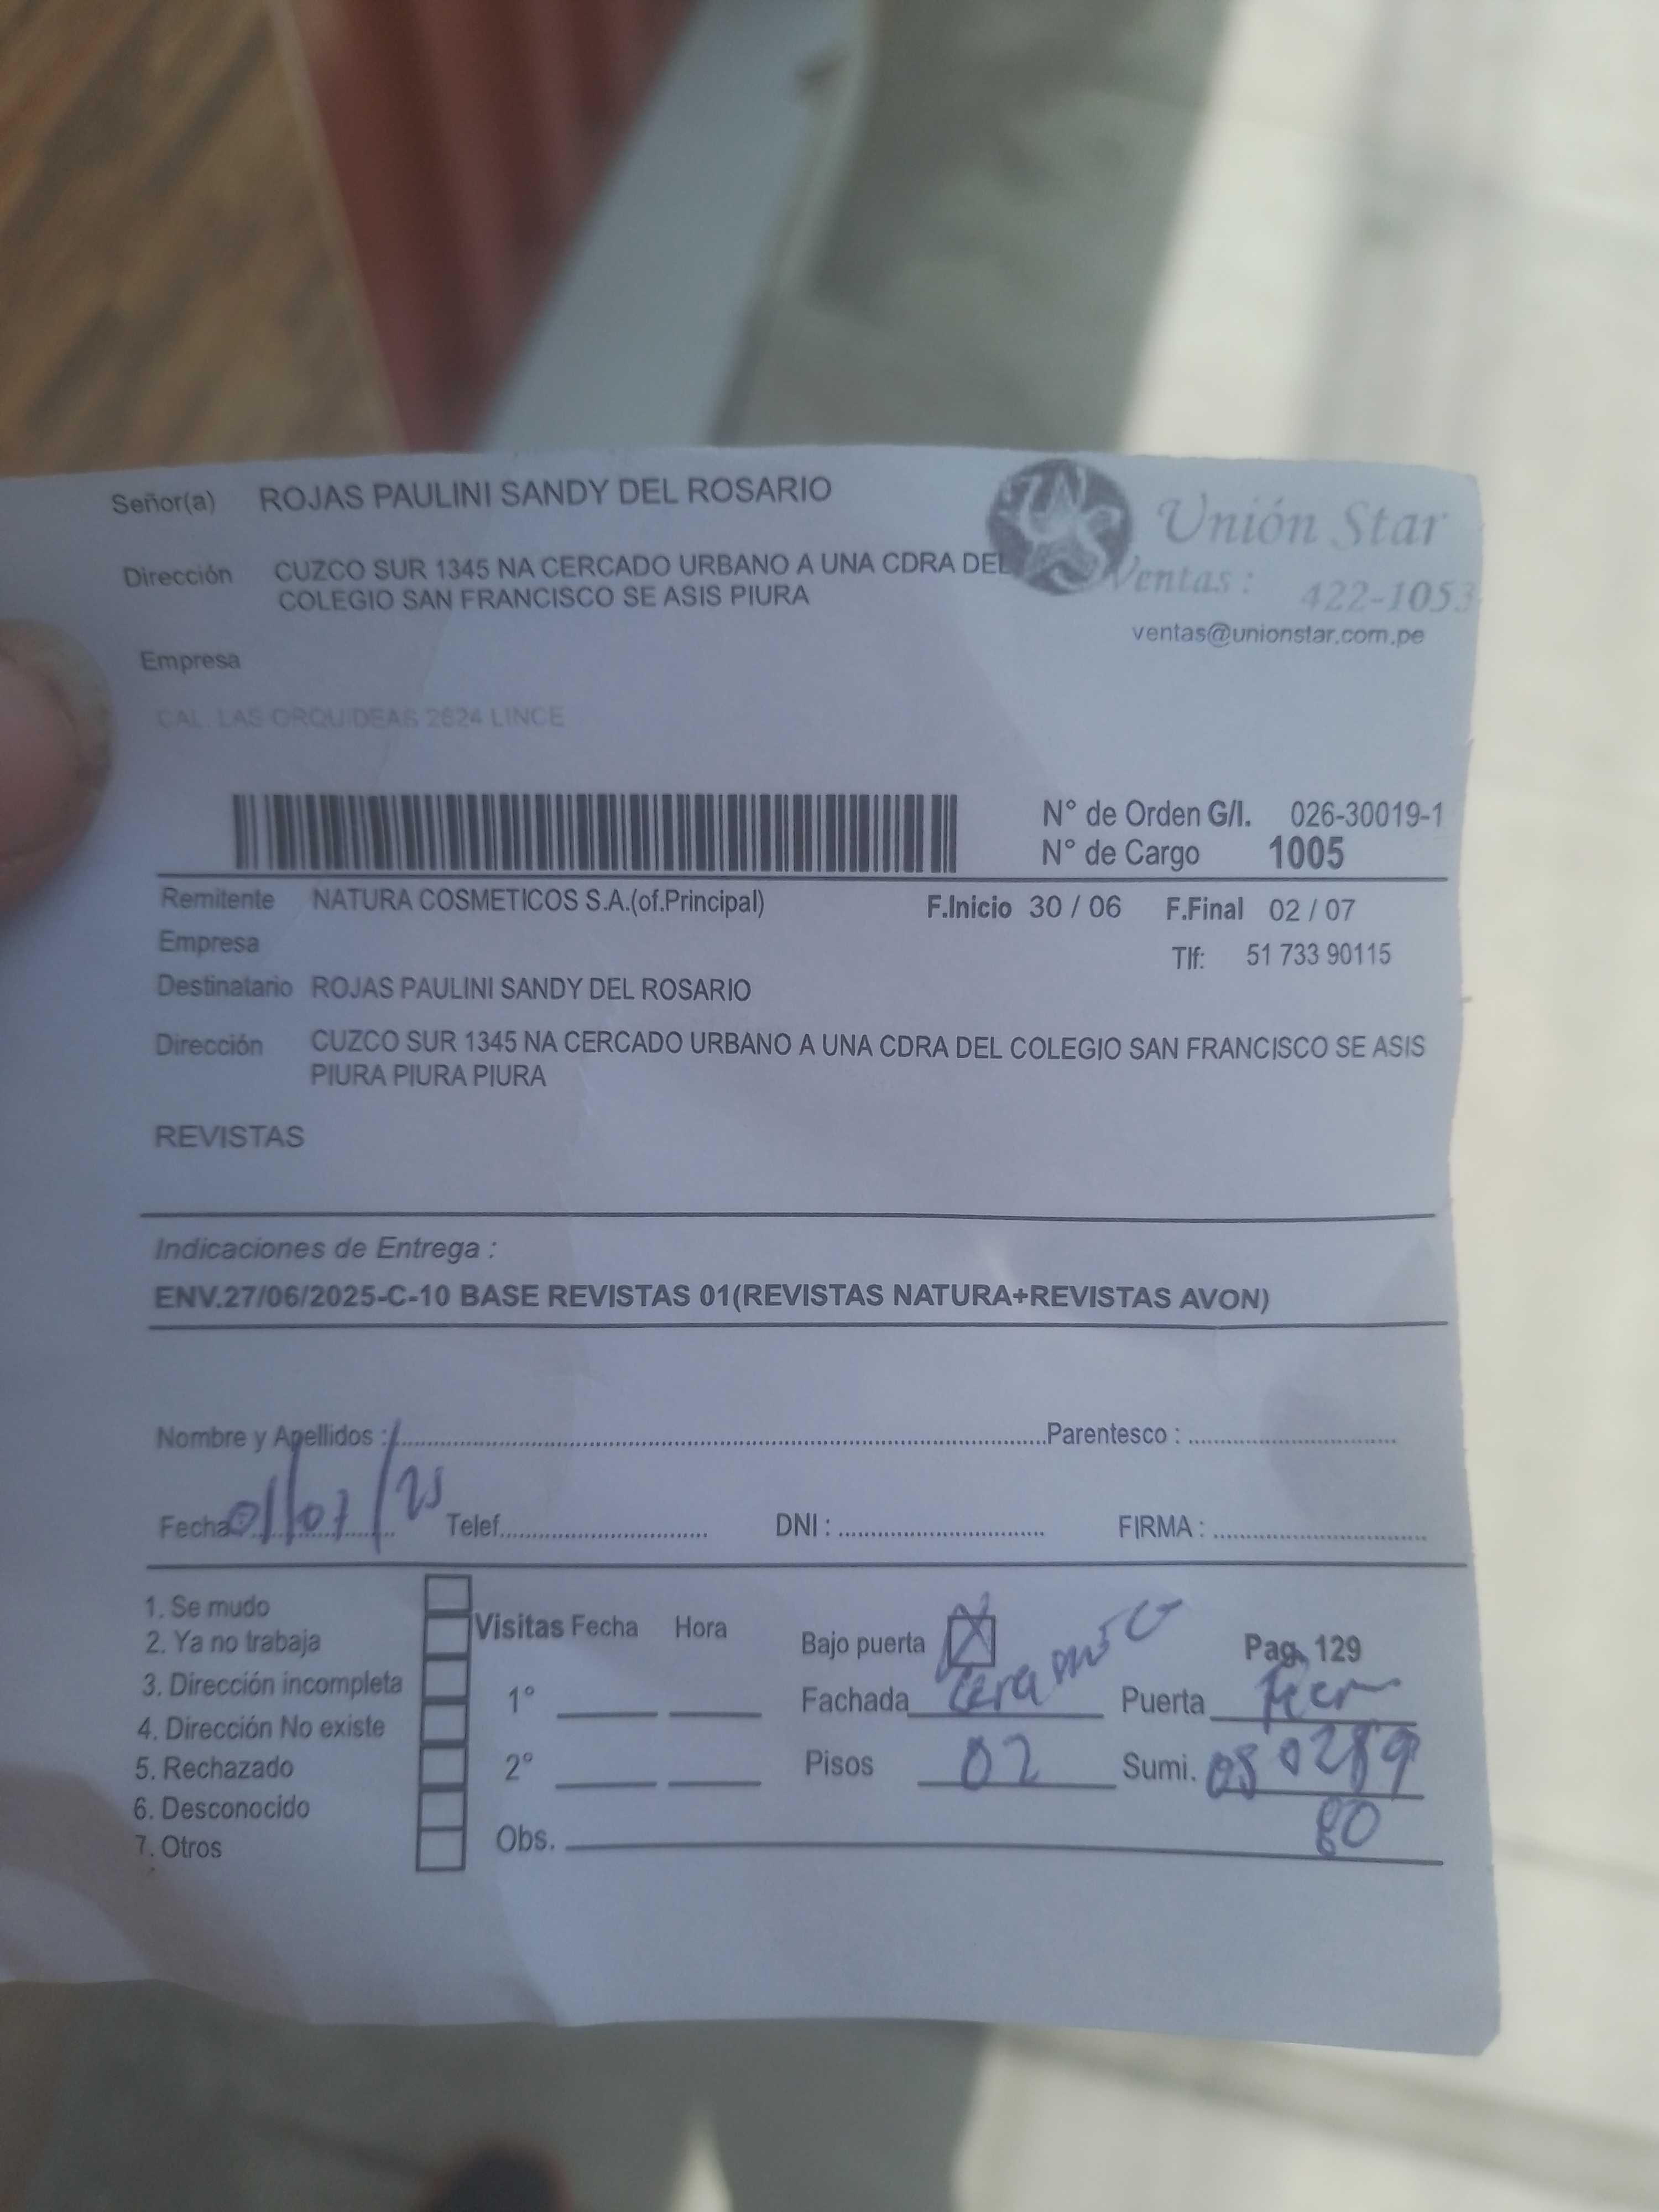 Señor(a) ROJAS PAULINI SANDY DEL ROSARIO
Unión Star
Dirección CUZCO SUR 1345 NA CERCADO URBANO A UNA CDRA DEL
COLEGIO SAN FRANCISCO SE ASIS PIURA
Ventas : 422-1053
ventas@unionstar.com.pe
Empresa
CAL. LAS ORQUIDEAS 2624 LINCE
N° de Orden G/I. 026-30019-1
N° de Cargo 1005
Remitente NATURA COSMETICOS S.A.(of.Principal) F.Inicio 30 / 06 F.Final 02 / 07
Empresa Tlf: 51 733 90115
Destinatario ROJAS PAULINI SANDY DEL ROSARIO
Dirección CUZCO SUR 1345 NA CERCADO URBANO A UNA CDRA DEL COLEGIO SAN FRANCISCO SE ASIS
PIURA PIURA PIURA
REVISTAS
Indicaciones de Entrega :
ENV.27/06/2025-C-10 BASE REVISTAS 01(REVISTAS NATURA+REVISTAS AVON)
Nombre y Apellidos : Parentesco :
Fecha 01/07/25 Telef. DNI : FIRMA :
1. Se mudo
2. Ya no trabaja
3. Dirección incompleta
4. Dirección No existe
5. Rechazado
6. Desconocido
7. Otros
Visitas Fecha Hora
1°
2°
Obs.
Bajo puerta X Pag. 129
Fachada Puerta
Pisos 02 Sumi.
80